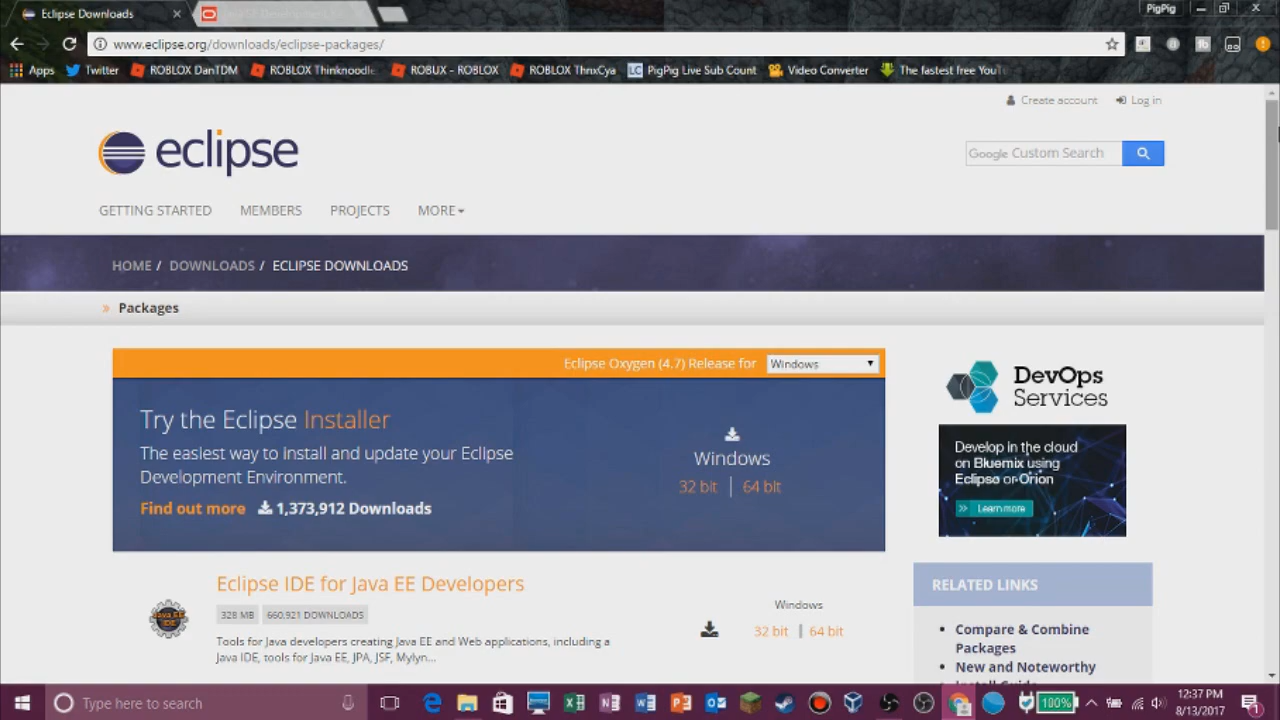 Eclipse Downloads
PigPig
www.eclipse.org/downloads/eclipse-packages/
Apps
Twitter
ROBLOX DanTDM
ROBLOX Thinknoodle
ROBUX - ROBLOX
ROBLOX ThnxCya
LC PigPig Live Sub Count
Video Converter
The fastest free YouT
Create account
Log in
eclipse
Google Custom Search
GETTING STARTED
MEMBERS
PROJECTS
MORE
HOME / DOWNLOADS / ECLIPSE DOWNLOADS
» Packages
Eclipse Oxygen (4.7) Release for
Windows
Try the Eclipse Installer
The easiest way to install and update your Eclipse
Development Environment.
Find out more
1,373,912 Downloads
Windows
32 bit | 64 bit
DevOps
Services
Develop in the cloud
on Bluemix using
Eclipse or Orion
>> Learn more
Java EE
IDE
Eclipse IDE for Java EE Developers
328 MB
660,921 DOWNLOADS
Tools for Java developers creating Java EE and Web applications, including a
Java IDE, tools for Java EE, JPA, JSF, Mylyn...
Windows
32 bit | 64 bit
RELATED LINKS
• Compare & Combine
Packages
• New and Noteworthy
Type here to search
100%
12:37 PM
8/13/2017
1